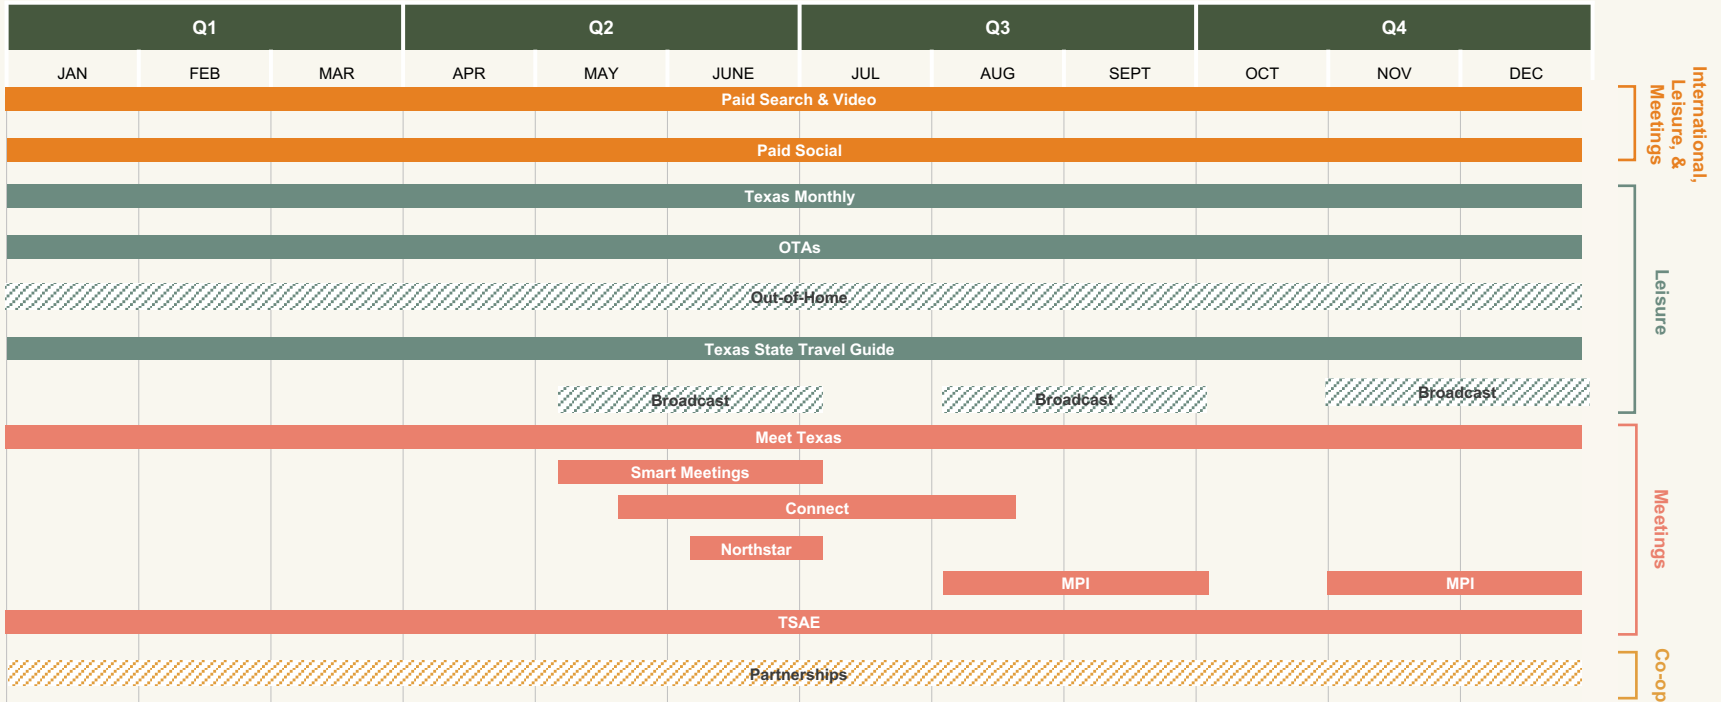 Q1 Q2 Q3 Q4
JAN FEB MAR APR MAY JUNE JUL AUG SEPT OCT NOV DEC
Paid Search & Video
Paid Social
International,
Leisure, &
Meetings
Texas Monthly
OTAs
Out-of-Home
Texas State Travel Guide
Broadcast Broadcast Broadcast
Leisure
Meet Texas
Smart Meetings
Connect
Northstar
MPI MPI
TSAE
Meetings
Partnerships
Co-op